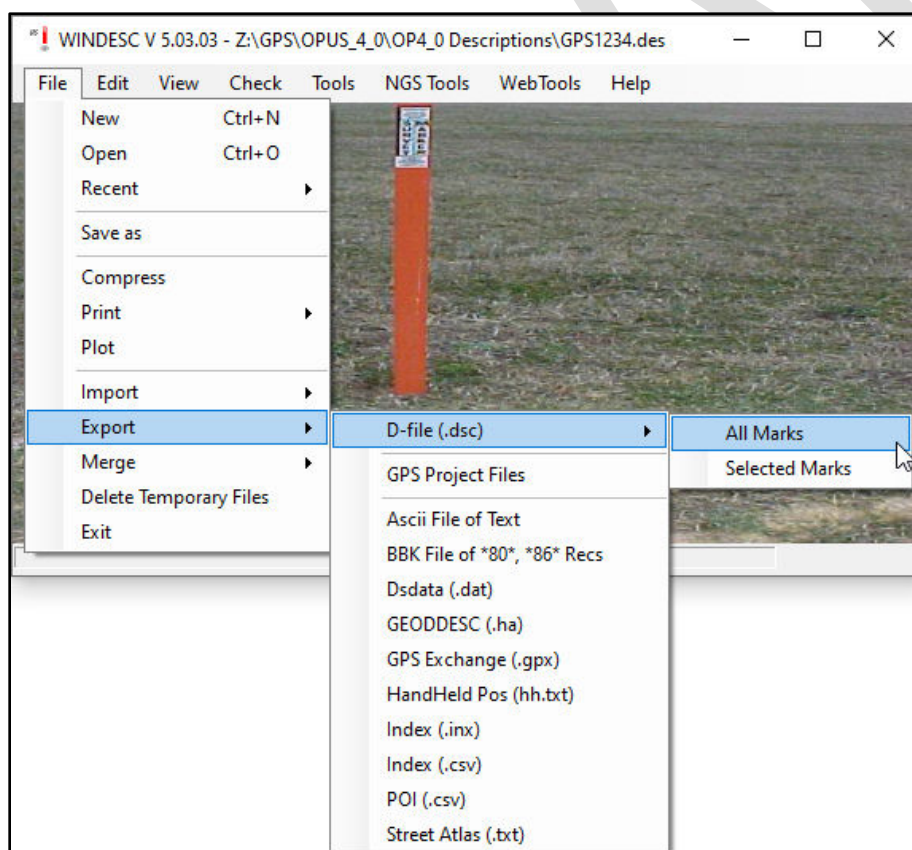 WINDESC V 5.03.03 - Z:\GPS\OPUS_4_0\OP4_0 Descriptions\GPS1234.des
File Edit View Check Tools NGS Tools WebTools Help
New Ctrl+N
Open Ctrl+O
Recent
Save as
Compress
Print
Plot
Import
Export
Merge
Delete Temporary Files
Exit
D-file (.dsc)
GPS Project Files
Ascii File of Text
BBK File of *80*, *86* Recs
Dsdata (.dat)
GEODDESC (.ha)
GPS Exchange (.gpx)
HandHeld Pos (hh.txt)
Index (.inx)
Index (.csv)
POI (.csv)
Street Atlas (.txt)
All Marks
Selected Marks